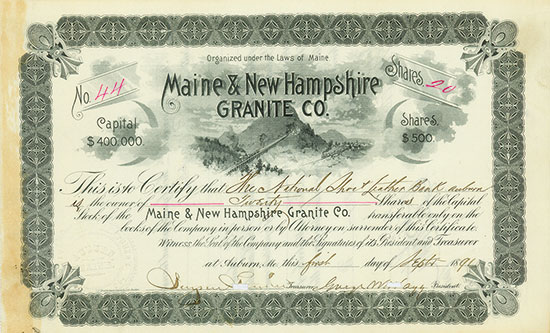 Organized under the Laws of Maine
No. 44
Maine & New Hampshire
Shares 20
GRANITE CO.
Capital
$400,000.
Shares.
$500.
This is to Certify that The National Shoe & Leather Bank auburn
is the owner of Twenty Shares of the Capital
Stock of the Maine & New Hampshire Granite Co. transferable only on the
books of the Company in person or by Attorney on surrender of this Certificate.
Witness the Seal of the Company and the Signatures of its President and Treasurer
at Auburn, Me this first day of Sept 1891
Treasurer President